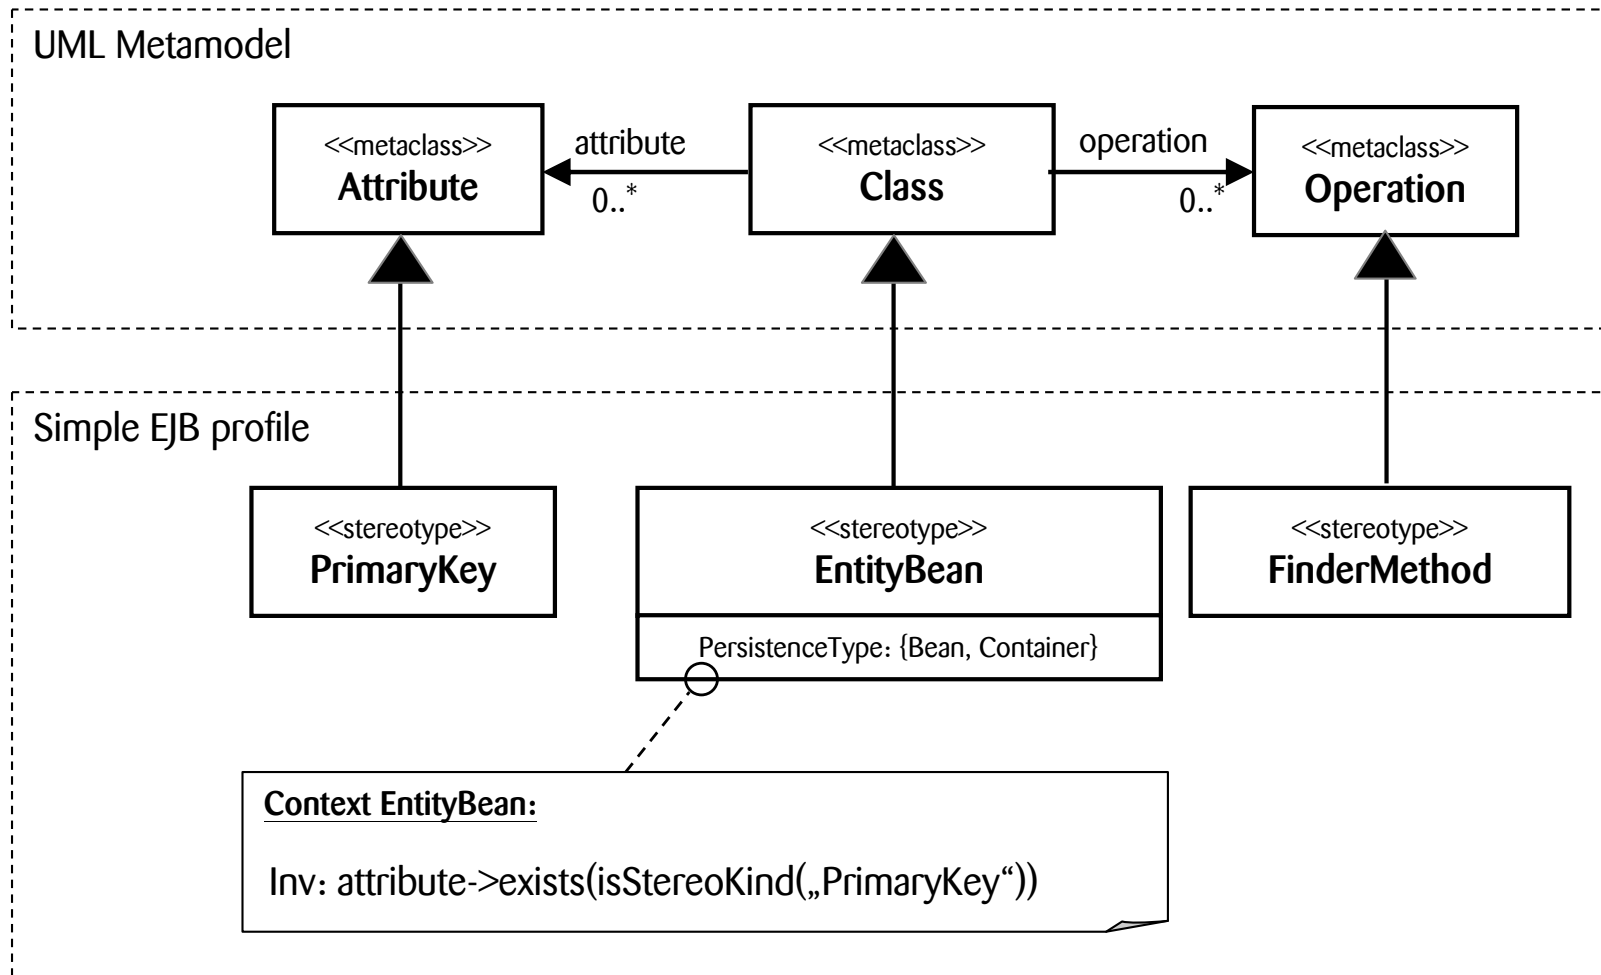 UML Metamodel
<<metaclass>>
Attribute
attribute
0..*
<<metaclass>>
Class
operation
0..*
<<metaclass>>
Operation
Simple EJB profile
<<stereotype>>
PrimaryKey
<<stereotype>>
EntityBean
PersistenceType: {Bean, Container}
<<stereotype>>
FinderMethod
Context EntityBean:
Inv: attribute->exists(isStereoKind(„PrimaryKey“))